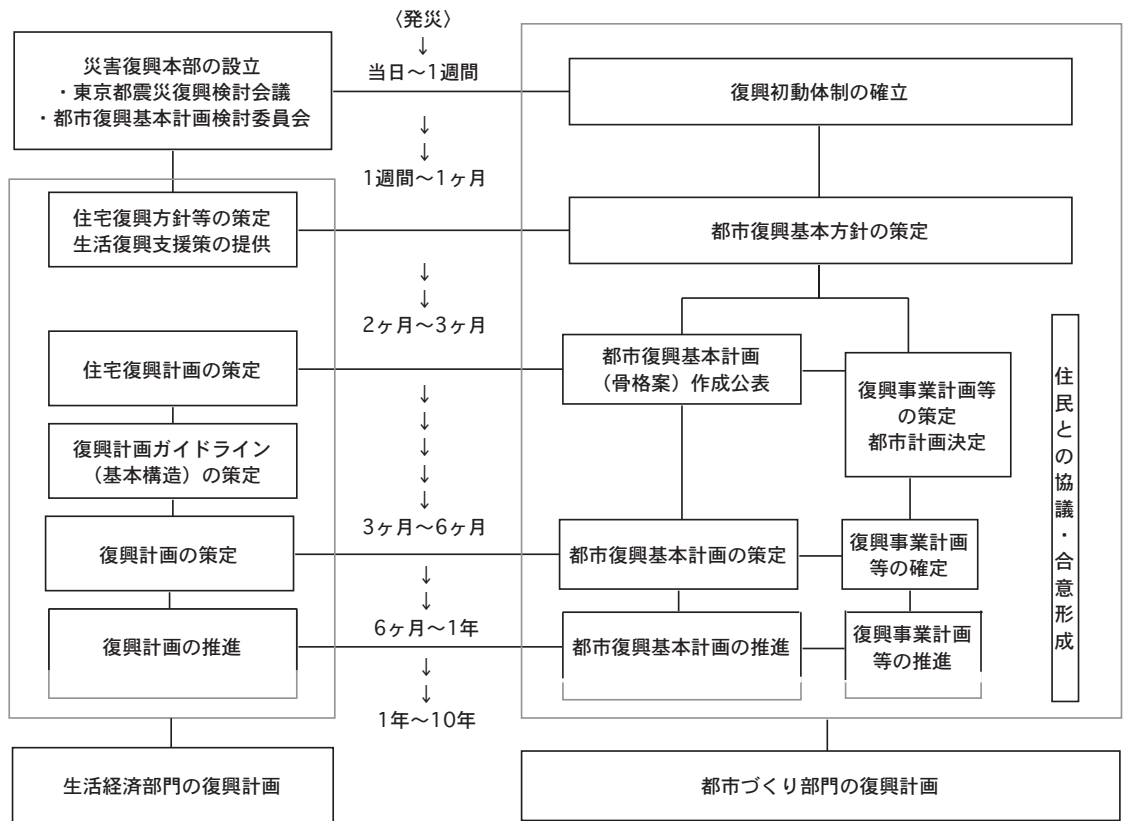 〈発災〉
↓
当日～1週間
災害復興本部の設立
・東京都震災復興検討会議
・都市復興基本計画検討委員会
復興初動体制の確立
↓
↓
1週間～1ヶ月
住宅復興方針等の策定
生活復興支援策の提供
都市復興基本方針の策定
↓
↓
2ヶ月～3ヶ月
住宅復興計画の策定
都市復興基本計画
（骨格案）作成公表
復興事業計画等
の策定
都市計画決定
復興計画ガイドライン
（基本構造）の策定
↓
↓
↓
↓
↓
3ヶ月～6ヶ月
復興計画の策定
都市復興基本計画の策定
復興事業計画
等の確定
↓
↓
6ヶ月～1年
復興計画の推進
都市復興基本計画の推進
復興事業計画
等の推進
↓
↓
1年～10年
住民との協議・合意形成
生活経済部門の復興計画
都市づくり部門の復興計画